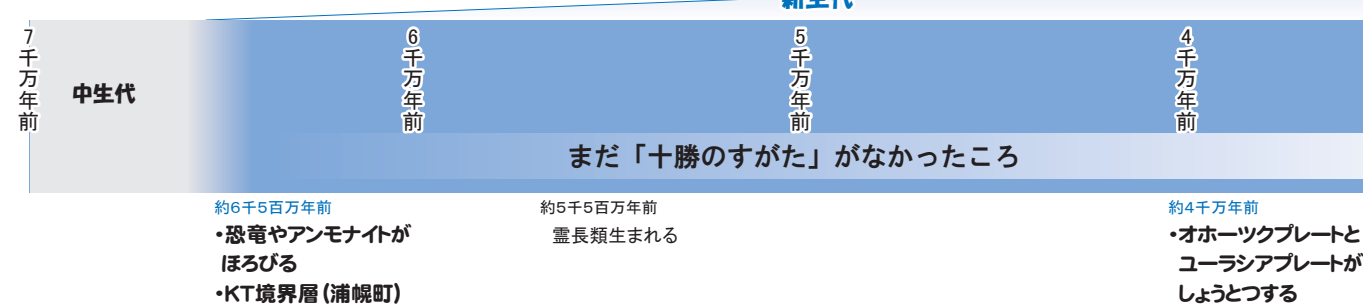 新生代
7千万年前
中生代
6千万年前
5千万年前
4千万年前
まだ「十勝のすがた」がなかったころ
約6千5百万年前
・恐竜やアンモナイトが
ほろびる
・KT境界層（浦幌町）
約5千5百万年前
霊長類生まれる
約4千万年前
・オホーツクプレートと
ユーラシアプレートが
しょうとつする